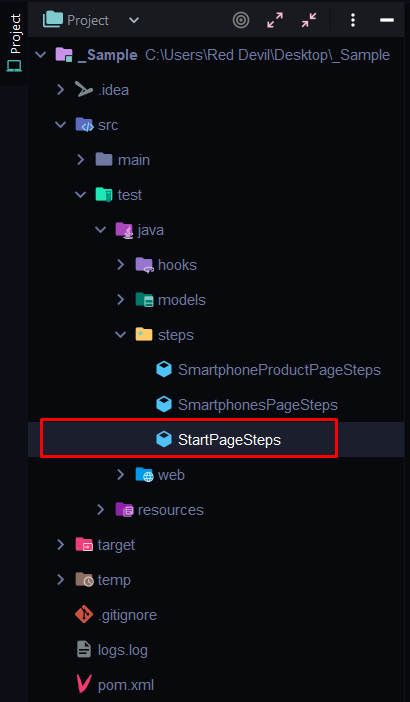 Project
Project
_Sample C:\Users\Red Devil\Desktop\_Sample
.idea
src
main
test
java
hooks
models
steps
SmartphoneProductPageSteps
SmartphonesPageSteps
StartPageSteps
web
resources
target
temp
.gitignore
logs.log
pom.xml